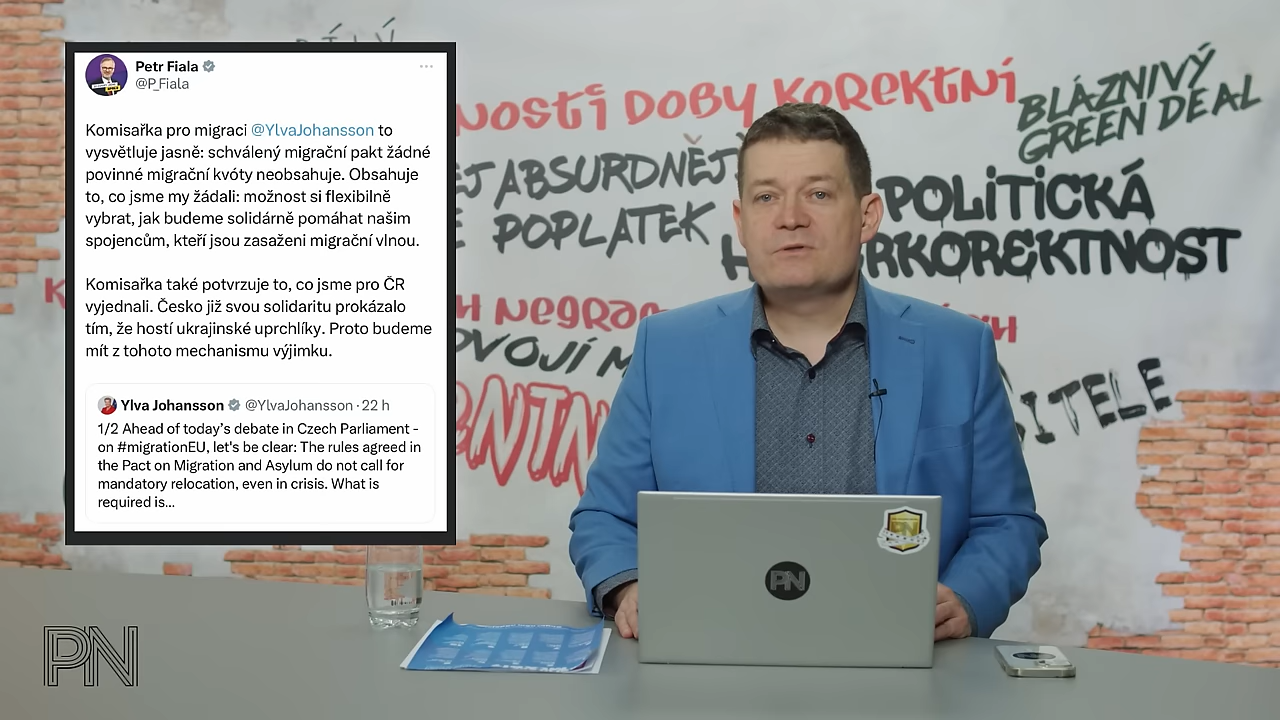 Petr Fiala
@P_Fiala
Komisařka pro migraci @YlvaJohansson to
vysvětluje jasně: schválený migrační pakt žádné
povinné migrační kvóty neobsahuje. Obsahuje
to, co jsme my žádali: možnost si flexibilně
vybrat, jak budeme solidárně pomáhat našim
spojencům, kteří jsou zasaženi migrační vlnou.
Komisařka také potvrzuje to, co jsme pro ČR
vyjednali. Česko již svou solidaritu prokázalo
tím, že hostí ukrajinské uprchlíky. Proto budeme
mít z tohoto mechanismu výjimku.
Ylva Johansson @YlvaJohansson · 22 h
1/2 Ahead of today's debate in Czech Parliament -
on #migrationEU, let's be clear: The rules agreed in
the Pact on Migration and Asylum do not call for
mandatory relocation, even in crisis. What is
required is...
DOBY KOREKTNÍ
BLÁZNIVÝ
GREEN DEAL
ABSURDNĚJ
POPLATEK
POLITICKÁ
RKOREKTNOST
PN
PN